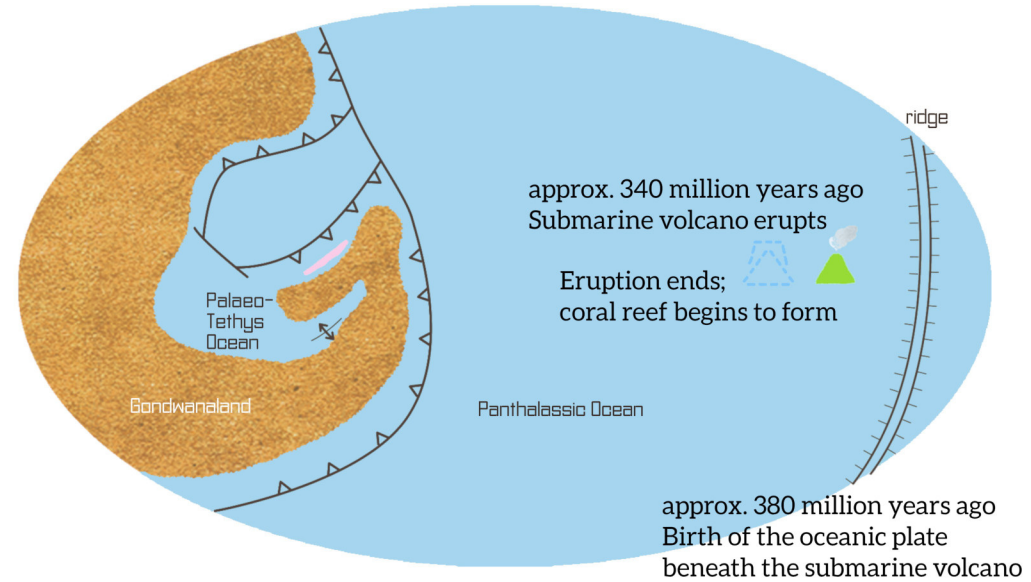 ridge
approx. 340 million years ago
Submarine volcano erupts
Eruption ends;
coral reef begins to form
Palaeo-
Tethys
Ocean
Gondwanaland
Panthalassic Ocean
approx. 380 million years ago
Birth of the oceanic plate
beneath the submarine volcano